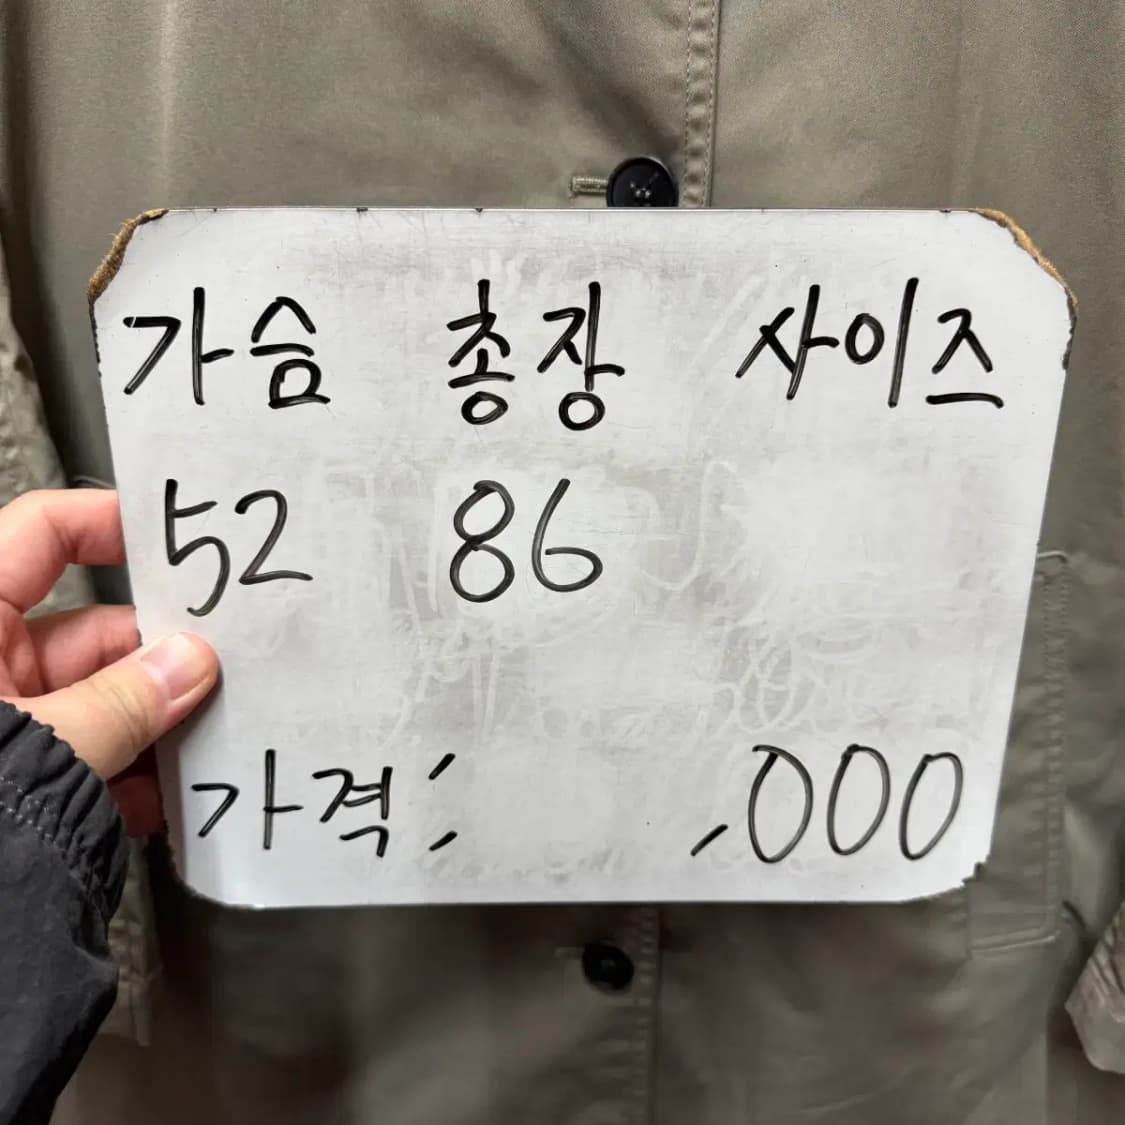 가슴 총장 사이즈
52 86
가격: ,000